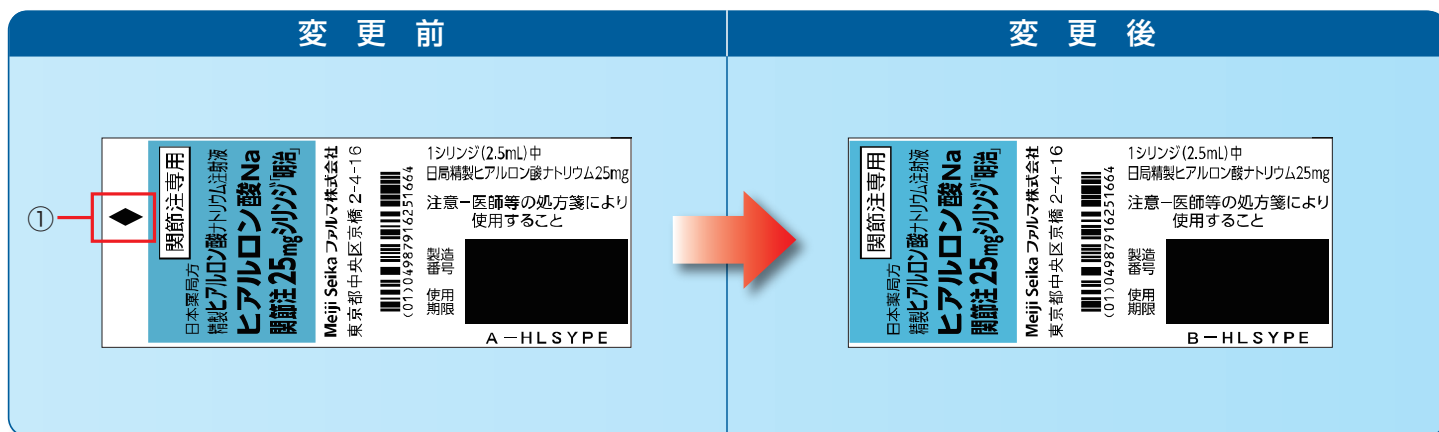 変更前
変更後
①
関節注専用
日本薬局方
精製ヒアルロン酸ナトリウム注射液
ヒアルロン酸Na
関節注25mgシリンジ「明治」
Meiji Seika ファルマ株式会社
東京都中央区京橋 2-4-16
(01)04987916251664
1シリンジ(2.5mL)中
日局精製ヒアルロン酸ナトリウム25mg
注意－医師等の処方箋により
使用すること
製造
番号
使用
期限
A－HLSYPE
関節注専用
日本薬局方
精製ヒアルロン酸ナトリウム注射液
ヒアルロン酸Na
関節注25mgシリンジ「明治」
Meiji Seika ファルマ株式会社
東京都中央区京橋 2-4-16
(01)04987916251664
1シリンジ(2.5mL)中
日局精製ヒアルロン酸ナトリウム25mg
注意－医師等の処方箋により
使用すること
製造
番号
使用
期限
B－HLSYPE